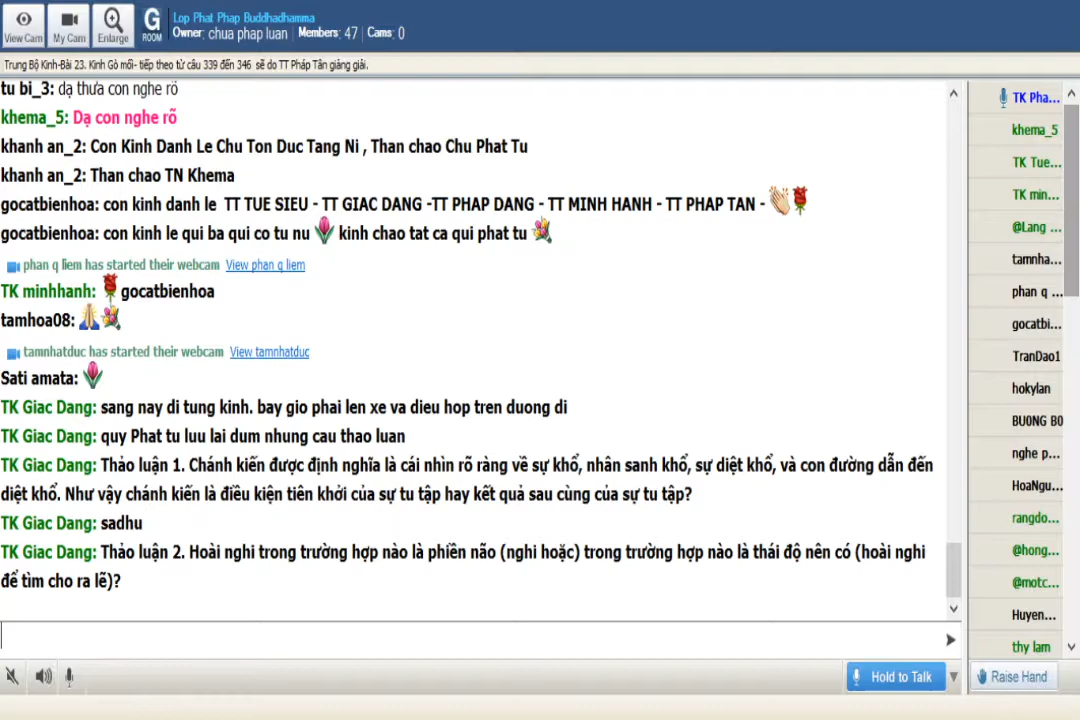 View Cam
My Cam
Enlarge
G ROOM
Lop Phat Phap Buddhadhamma
Owner: chua phap luan | Members: 47 | Cams: 0
Trung Bộ Kinh-Bài 23. Kinh Gò mối- tiếp theo từ câu 339 đến 346 sẽ do TT Pháp Tân giảng giải.
tu bi_3: dạ thưa con nghe rõ
khema_5: Dạ con nghe rõ
khanh an_2: Con Kinh Danh Le Chu Ton Duc Tang Ni , Than chao Chu Phat Tu
khanh an_2: Than chao TN Khema
gocatbienhoa: con kinh danh le TT TUE SIEU - TT GIAC DANG -TT PHAP DANG - TT MINH HANH - TT PHAP TAN - 👏🌹
gocatbienhoa: con kinh le qui ba qui co tu nu 🌷 kinh chao tat ca qui phat tu 💐
phan q liem has started their webcam View phan q liem
TK minhhanh: 🌹gocatbienhoa
tamhoa08: 🙏💐
tamnhatduc has started their webcam View tamnhatduc
Sati amata: 🌷
TK Giac Dang: sang nay di tung kinh. bay gio phai len xe va dieu hop tren duong di
TK Giac Dang: quy Phat tu luu lai dum nhung cau thao luan
TK Giac Dang: Thảo luận 1. Chánh kiến được định nghĩa là cái nhìn rõ ràng về sự khổ, nhân sanh khổ, sự diệt khổ, và con đường dẫn đến
diệt khổ. Như vậy chánh kiến là điều kiện tiên khởi của sự tu tập hay kết quả sau cùng của sự tu tập?
TK Giac Dang: sadhu
TK Giac Dang: Thảo luận 2. Hoài nghi trong trường hợp nào là phiền não (nghi hoặc) trong trường hợp nào là thái độ nên có (hoài nghi
để tìm cho ra lẽ)?
Hold to Talk
TK Pha...
khema_5
TK Tue...
TK min...
@Lang ...
tamnha...
phan q ...
gocatbi...
TranDao1
hokylan
BUONG BO
nghe p...
HoaNgu...
rangdo...
@hong...
@motc...
Huyen...
thy lam
Raise Hand